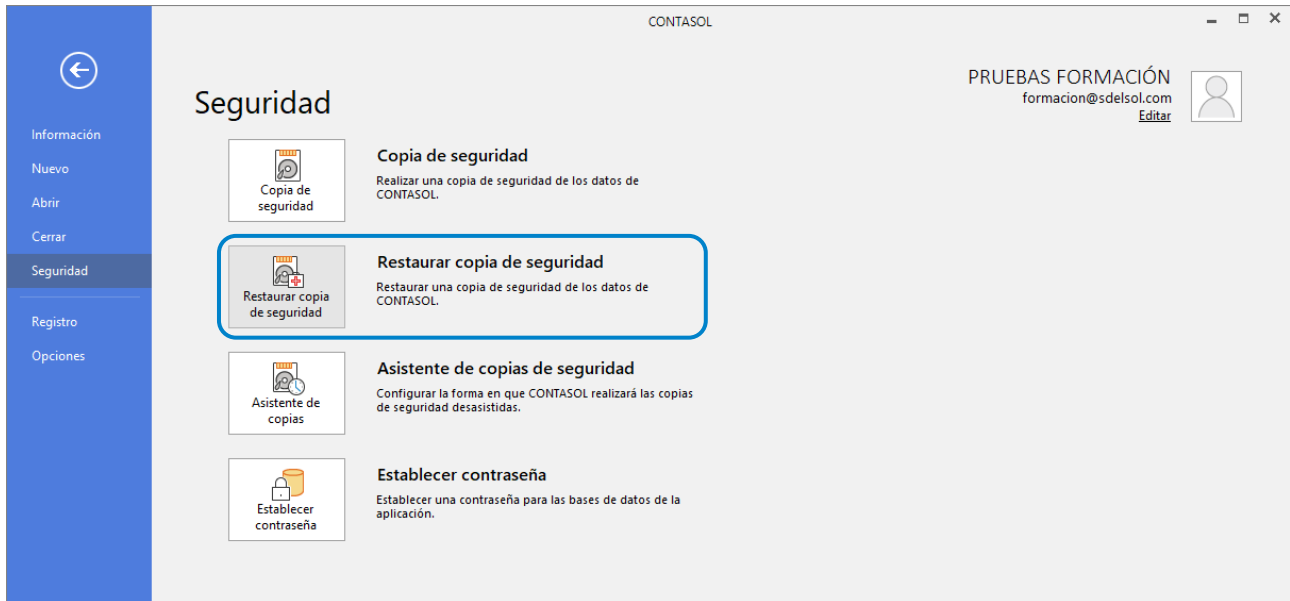 CONTASOL
PRUEBAS FORMACIÓN
formacion@sdelsol.com
Editar
Información
Nuevo
Abrir
Cerrar
Seguridad
Registro
Opciones
Seguridad
Copia de
seguridad
Copia de seguridad
Realizar una copia de seguridad de los datos de
CONTASOL.
Restaurar copia
de seguridad
Restaurar copia de seguridad
Restaurar una copia de seguridad de los datos de
CONTASOL.
Asistente de
copias
Asistente de copias de seguridad
Configurar la forma en que CONTASOL realizará las copias
de seguridad desasistidas.
Establecer
contraseña
Establecer contraseña
Establecer una contraseña para las bases de datos de la
aplicación.